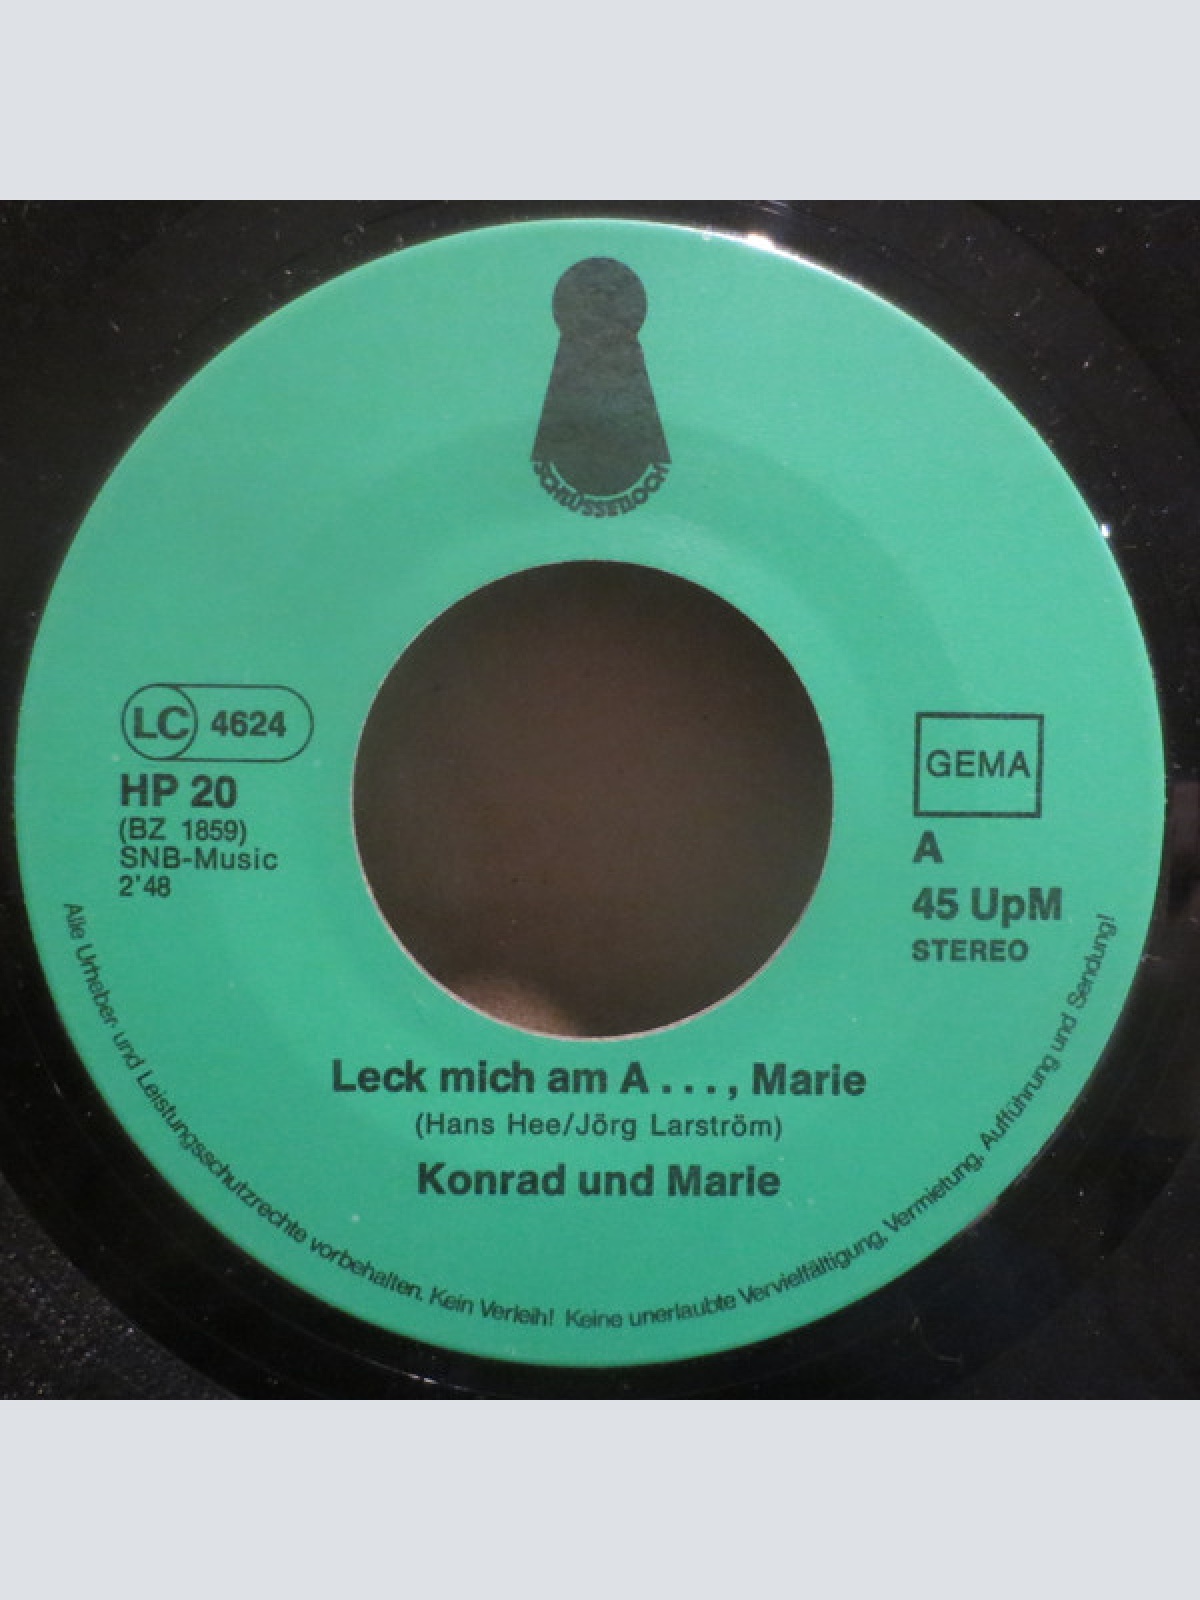 SCHLÜSSELLOCH
LC 4624
HP 20
(BZ 1859)
SNB-Music
2'48
GEMA
A
45 UpM
STEREO
Leck mich am A . . . , Marie
(Hans Hee/Jörg Larström)
Konrad und Marie
Alle Urheber- und Leistungsschutzrechte vorbehalten. Kein Verleih! Keine unerlaubte Vervielfältigung, Vermietung, Aufführung und Sendung!